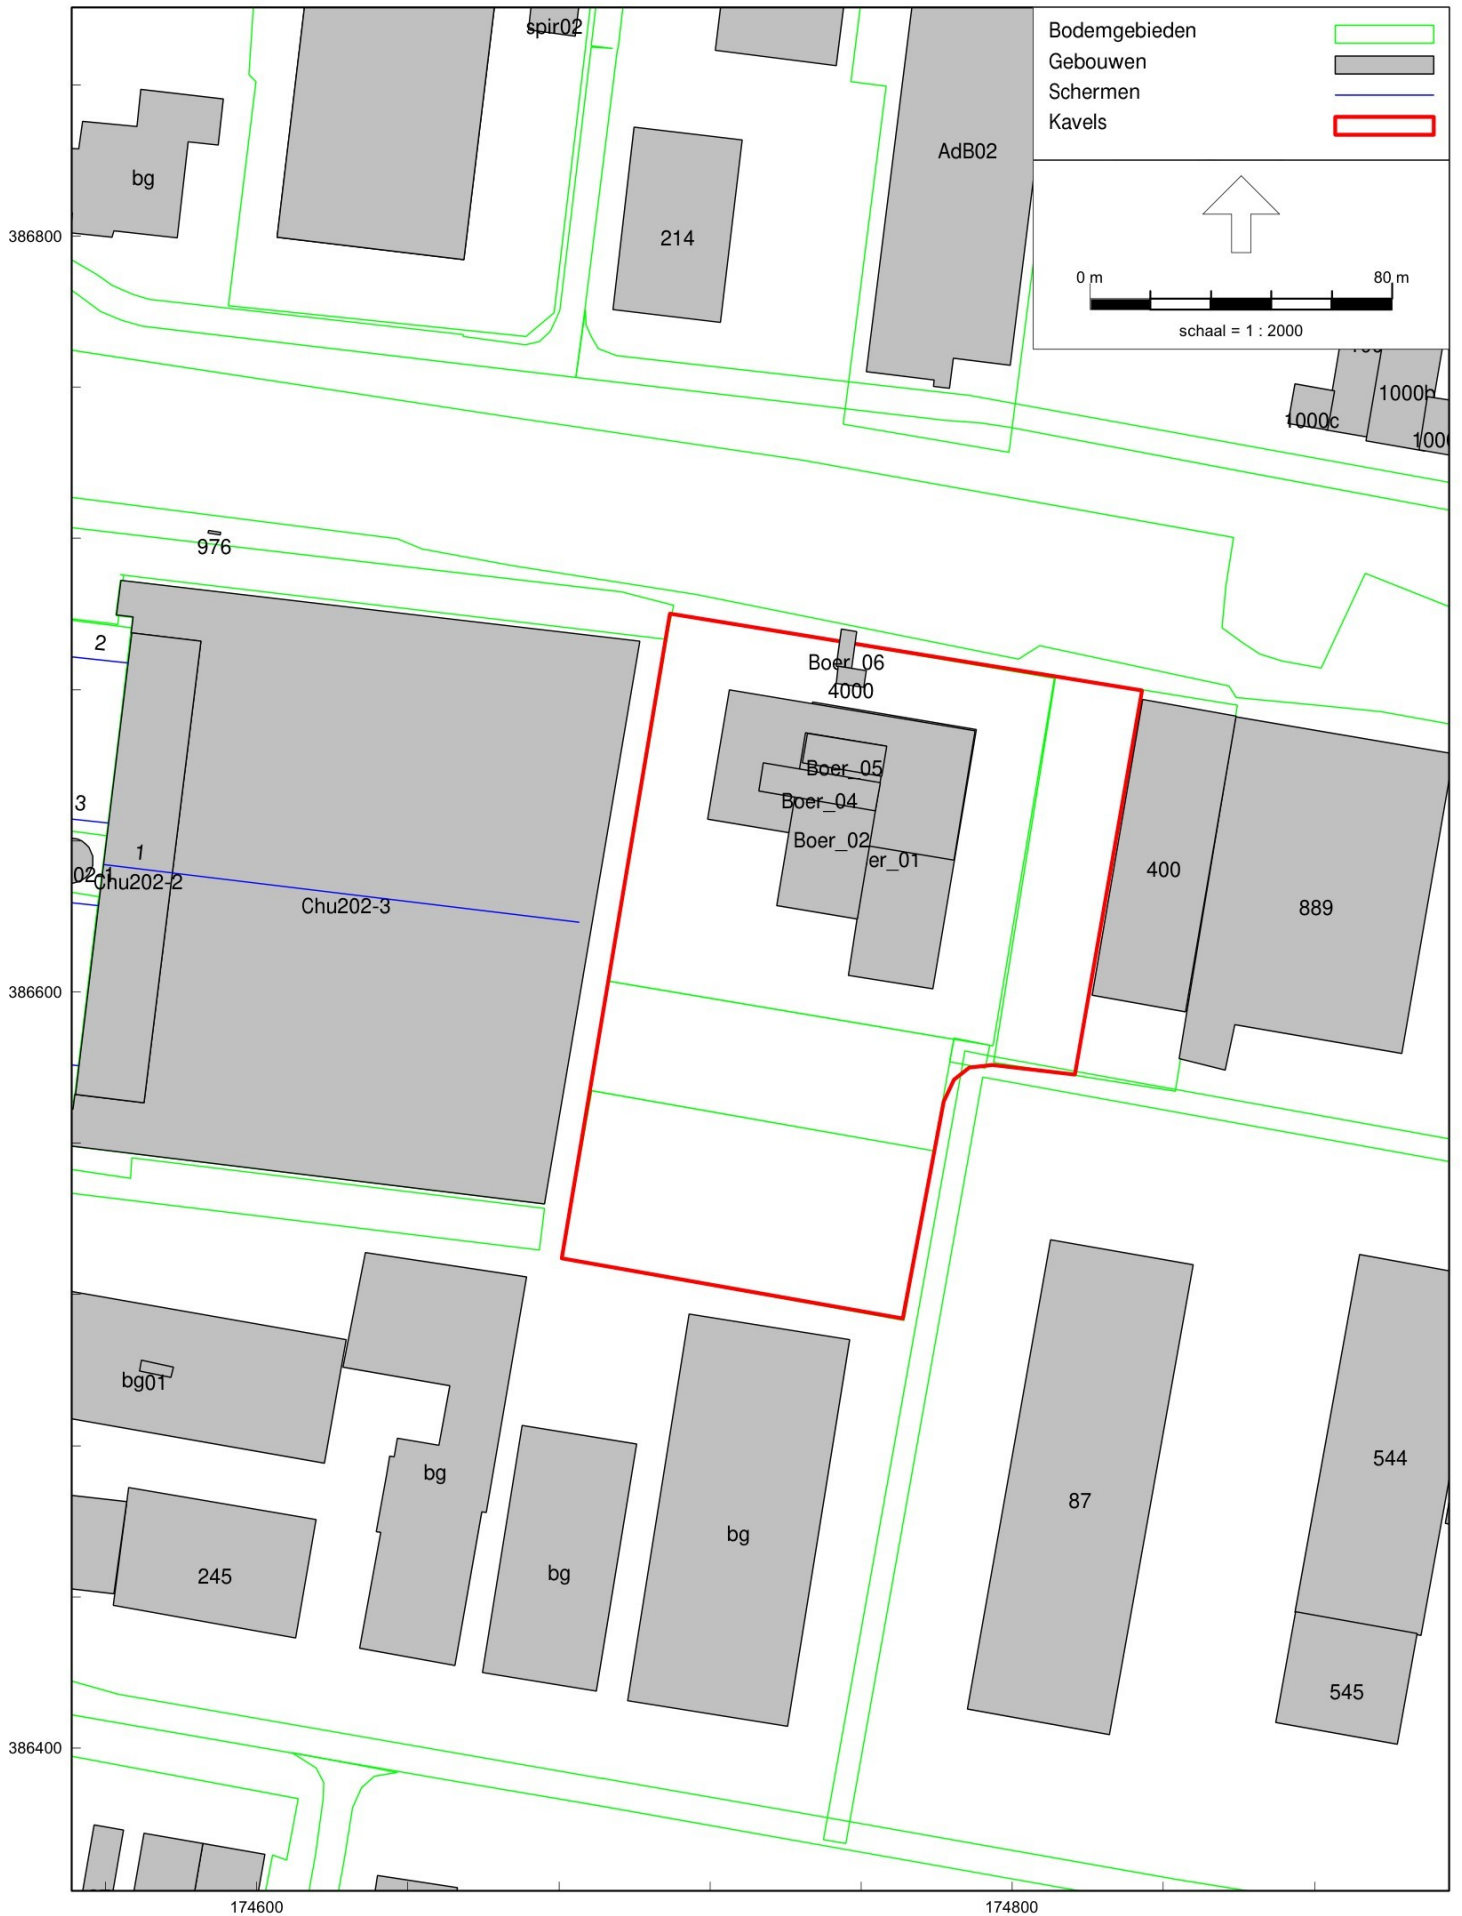 spir02
Bodemgebieden
Gebouwen
Schermen
Kavels
AdB02
bg
386800
214
0 m
80 m
schaal = 1 : 2000
1000b
1000c
976
2
Boer_06
4000
Boer_05
3
Boer_04
Boer_02
1
er_01
400
Chu202-2
Chu202-3
889
386600
bg01
544
bg
87
bg
245
bg
545
386400
174600
174800